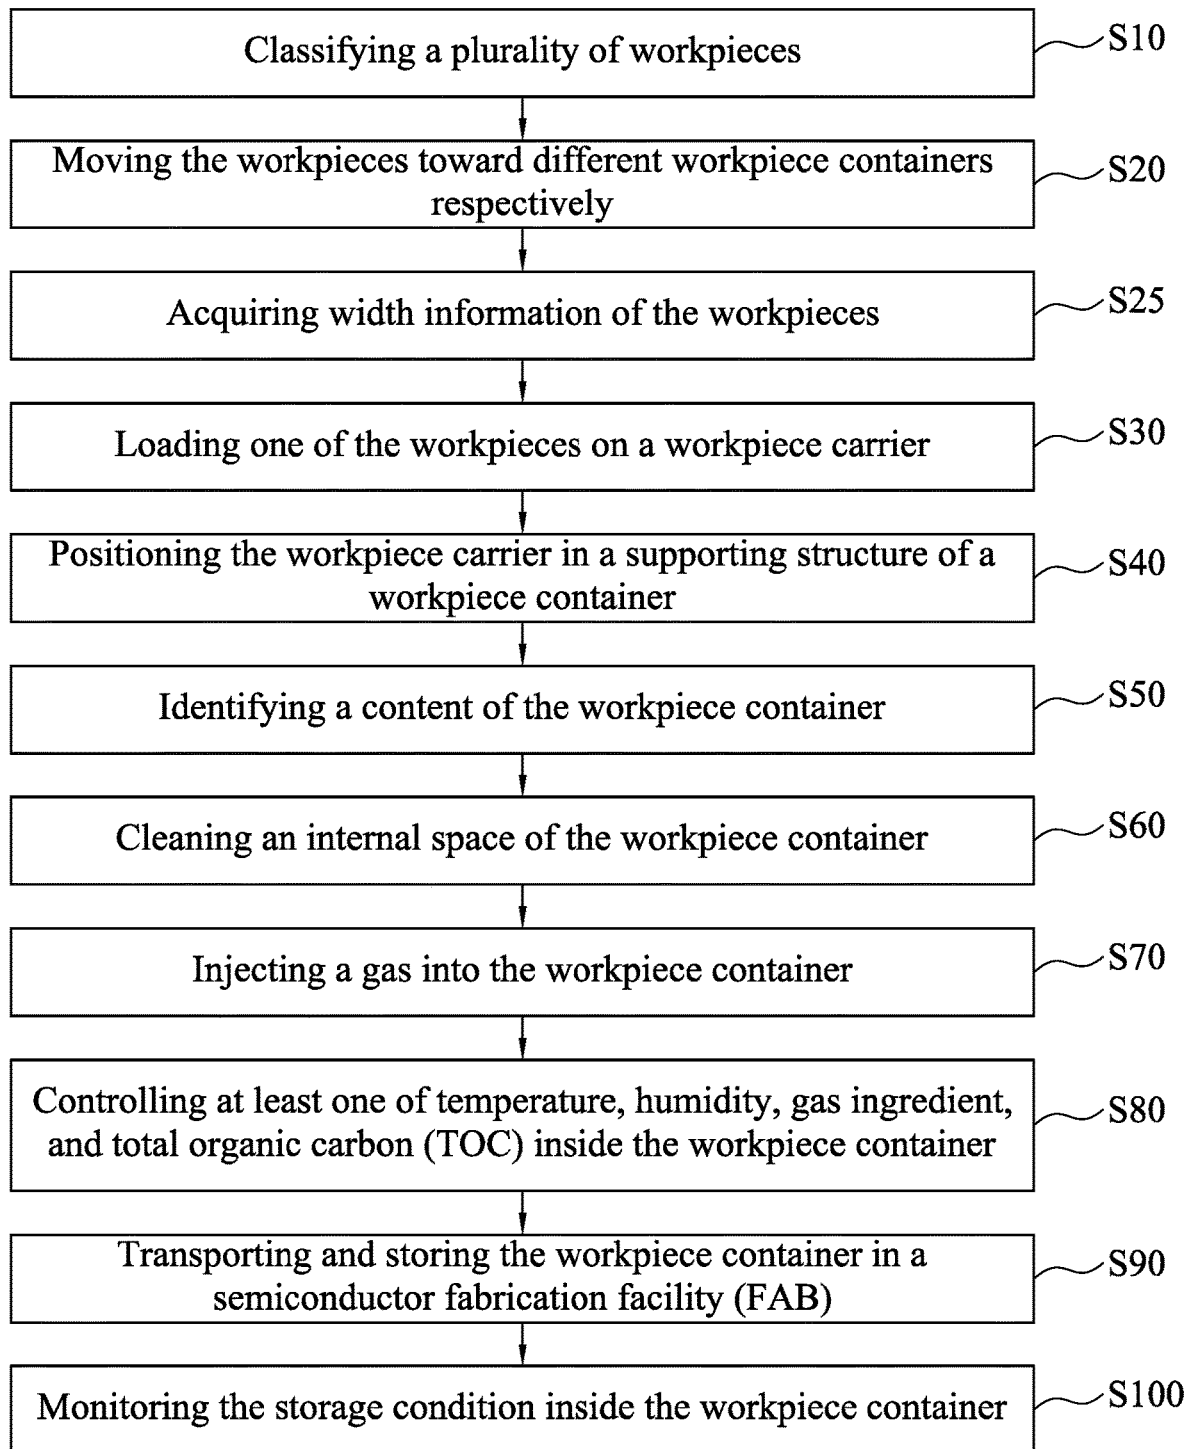 Classifying a plurality of workpieces
S10
Moving the workpieces toward different workpiece containers
respectively
S20
Acquiring width information of the workpieces
S25
Loading one of the workpieces on a workpiece carrier
S30
Positioning the workpiece carrier in a supporting structure of a
workpiece container
S40
Identifying a content of the workpiece container
S50
Cleaning an internal space of the workpiece container
S60
Injecting a gas into the workpiece container
S70
Controlling at least one of temperature, humidity, gas ingredient,
and total organic carbon (TOC) inside the workpiece container
S80
Transporting and storing the workpiece container in a
semiconductor fabrication facility (FAB)
S90
Monitoring the storage condition inside the workpiece container
S100